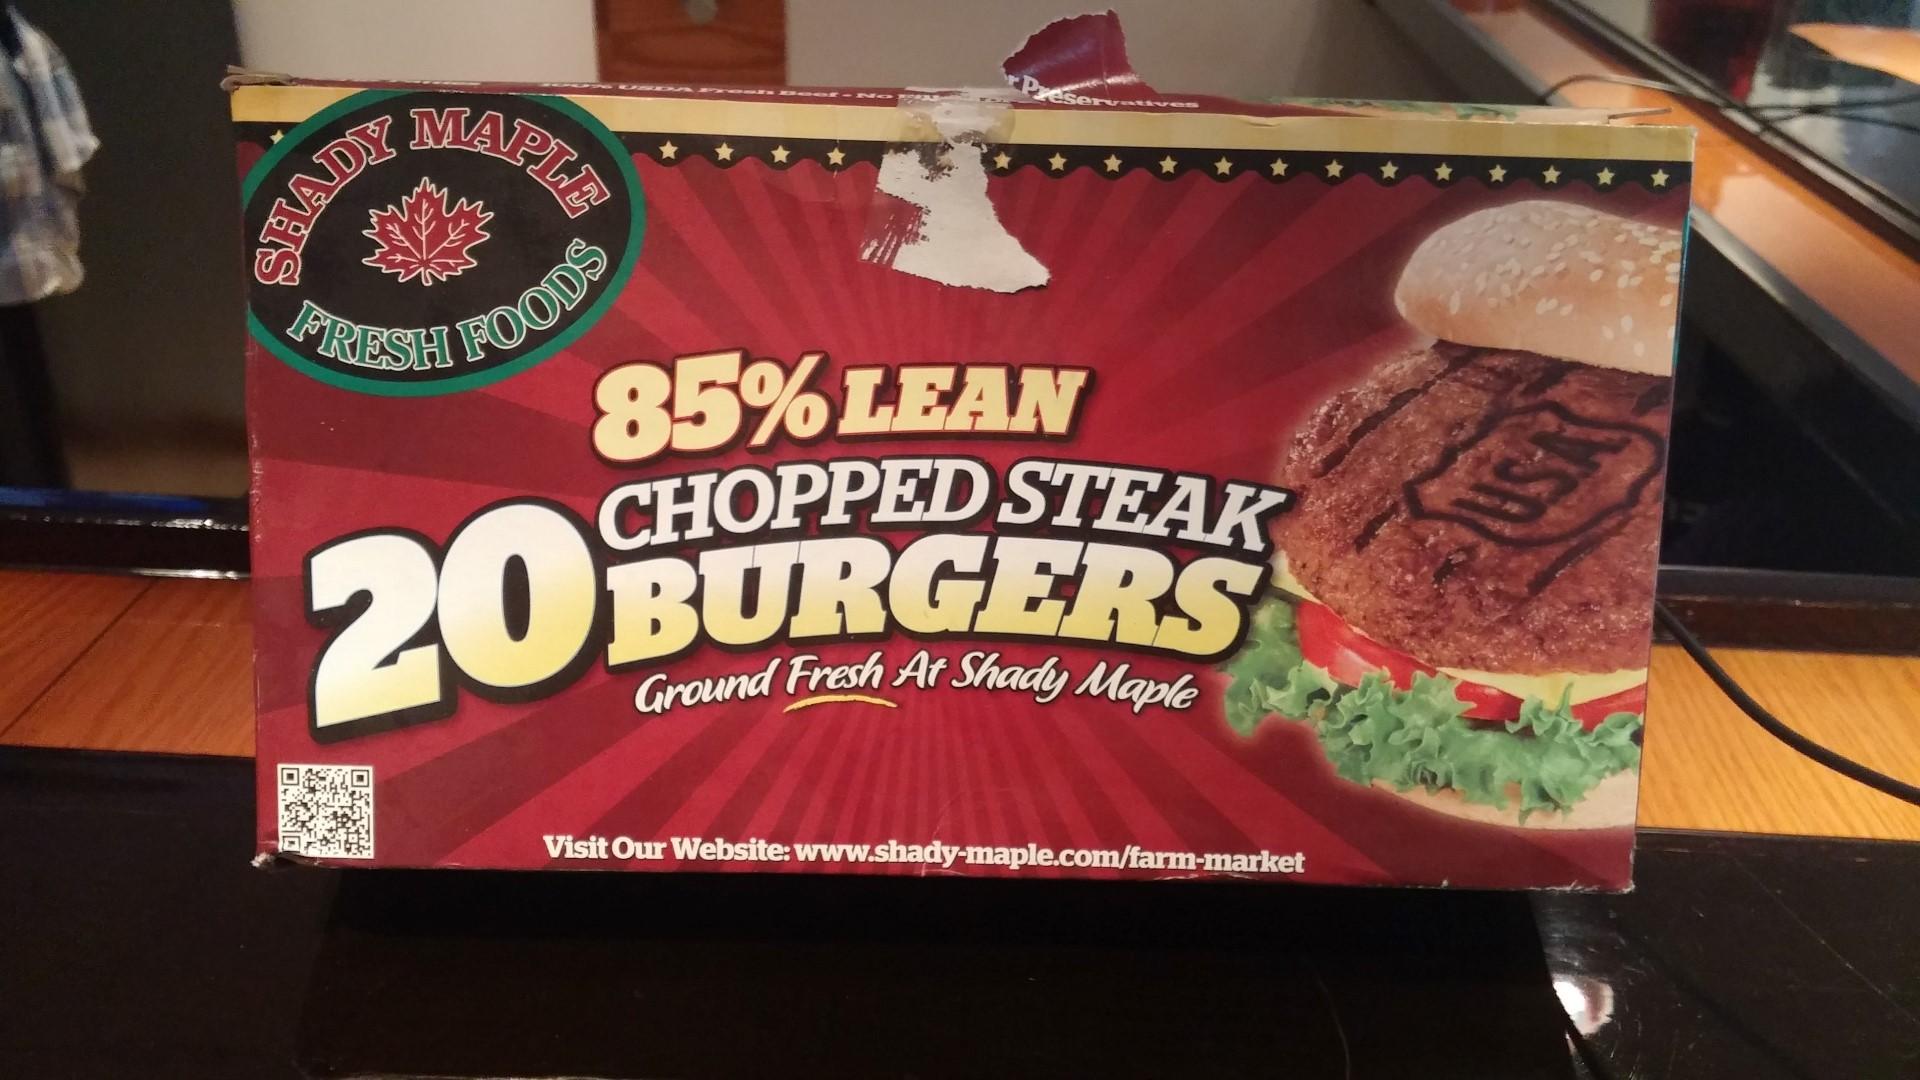 100% USDA Fresh Beef • No
r Preservatives
SHADY MAPLE
FRESH FOODS
85% LEAN
CHOPPED STEAK
20 BURGERS
USA
Ground Fresh At Shady Maple
Visit Our Website: www.shady-maple.com/farm-market